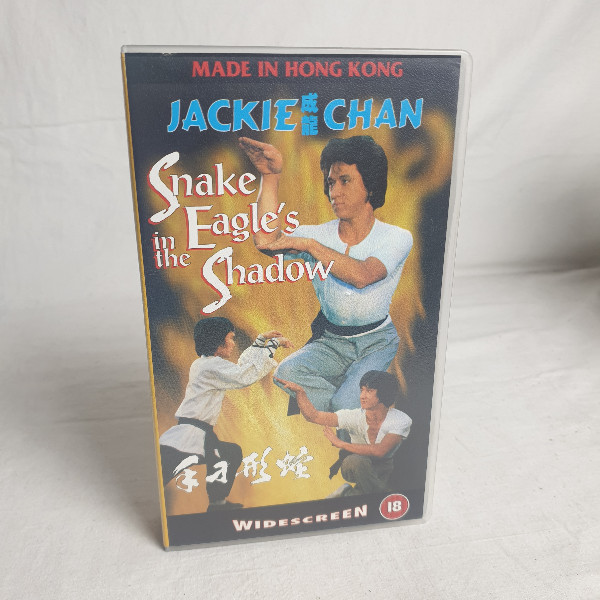 MADE IN HONG KONG
JACKIE 成龍 CHAN
Snake
in the Eagle's
Shadow
手刁形蛇
WIDESCREEN 18